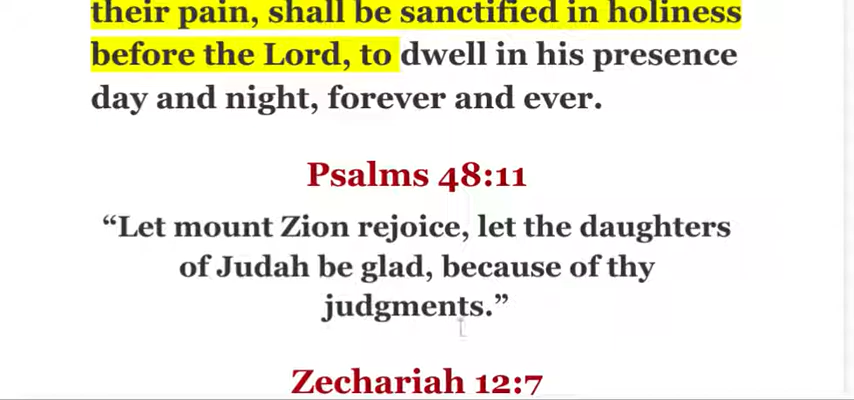 their pain, shall be sanctified in holiness
before the Lord, to dwell in his presence
day and night, forever and ever.
Psalms 48:11
“Let mount Zion rejoice, let the daughters
of Judah be glad, because of thy
judgments.”
Zechariah 12:7